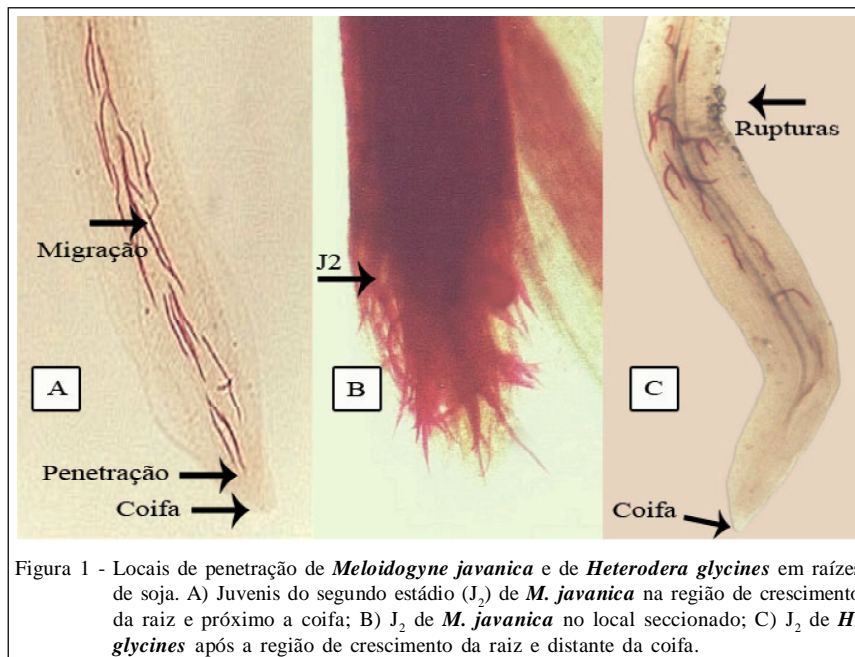 Migração
A
Penetração
Coifa
J2
B
Rupturas
C
Coifa
Figura 1 - Locais de penetração de Meloidogyne javanica e de Heterodera glycines em raízes
de soja. A) Juvenis do segundo estádio (J₂) de M. javanica na região de crescimento
da raiz e próximo a coifa; B) J₂ de M. javanica no local seccionado; C) J₂ de H.
glycines após a região de crescimento da raiz e distante da coifa.